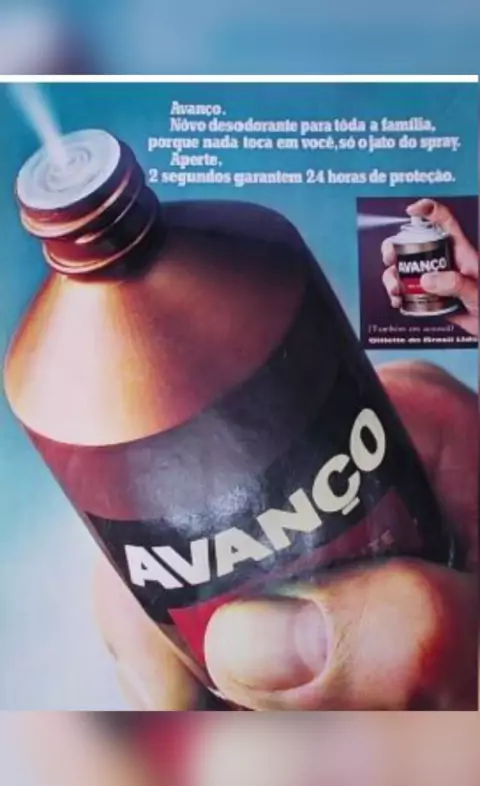 Avanço.
Nôvo desodorante para tôda a família,
porque nada toca em você, só o jato do spray.
Aperte.
2 segundos garantem 24 horas de proteção.
AVANÇO
(Também em aerosol)
Gillette do Brasil Ltda
AVANÇO